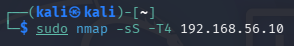 ┌──(kali㉿kali)-[~]
└─$ sudo nmap -sS -T4 192.168.56.10